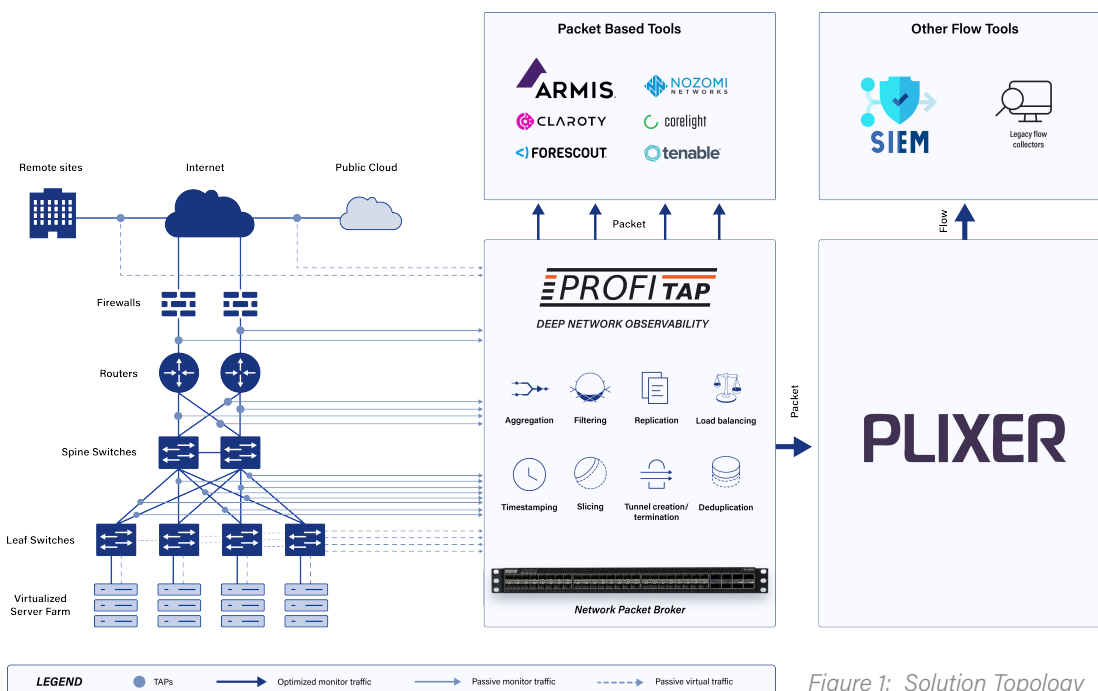 Packet Based Tools
ARMIS.
NOZOMI
NETWORKS
CLAROTY
corelight
<) FORESCOUT.
tenable
Other Flow Tools
SIEM
Legacy flow
collectors
Remote sites
Internet
Public Cloud
Packet
Flow
Firewalls
Routers
Spine Switches
Leaf Switches
Virtualized
Server Farm
PROFITAP
DEEP NETWORK OBSERVABILITY
Aggregation
Filtering
Replication
Load balancing
Timestamping
Slicing
Tunnel creation/
termination
Deduplication
Network Packet Broker
Packet
PLIXER
LEGEND
TAPs
Optimized monitor traffic
Passive monitor traffic
Passive virtual traffic
Figure 1: Solution Topology